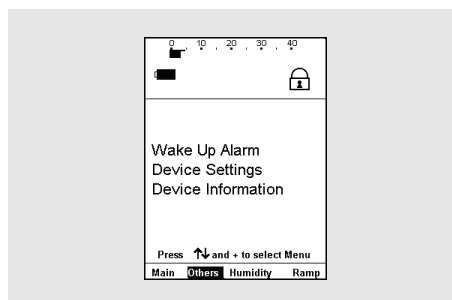 0 10 20 30 40
Wake Up Alarm
Device Settings
Device Information
Press ↑↓ and + to select Menu
Main Others Humidity Ramp